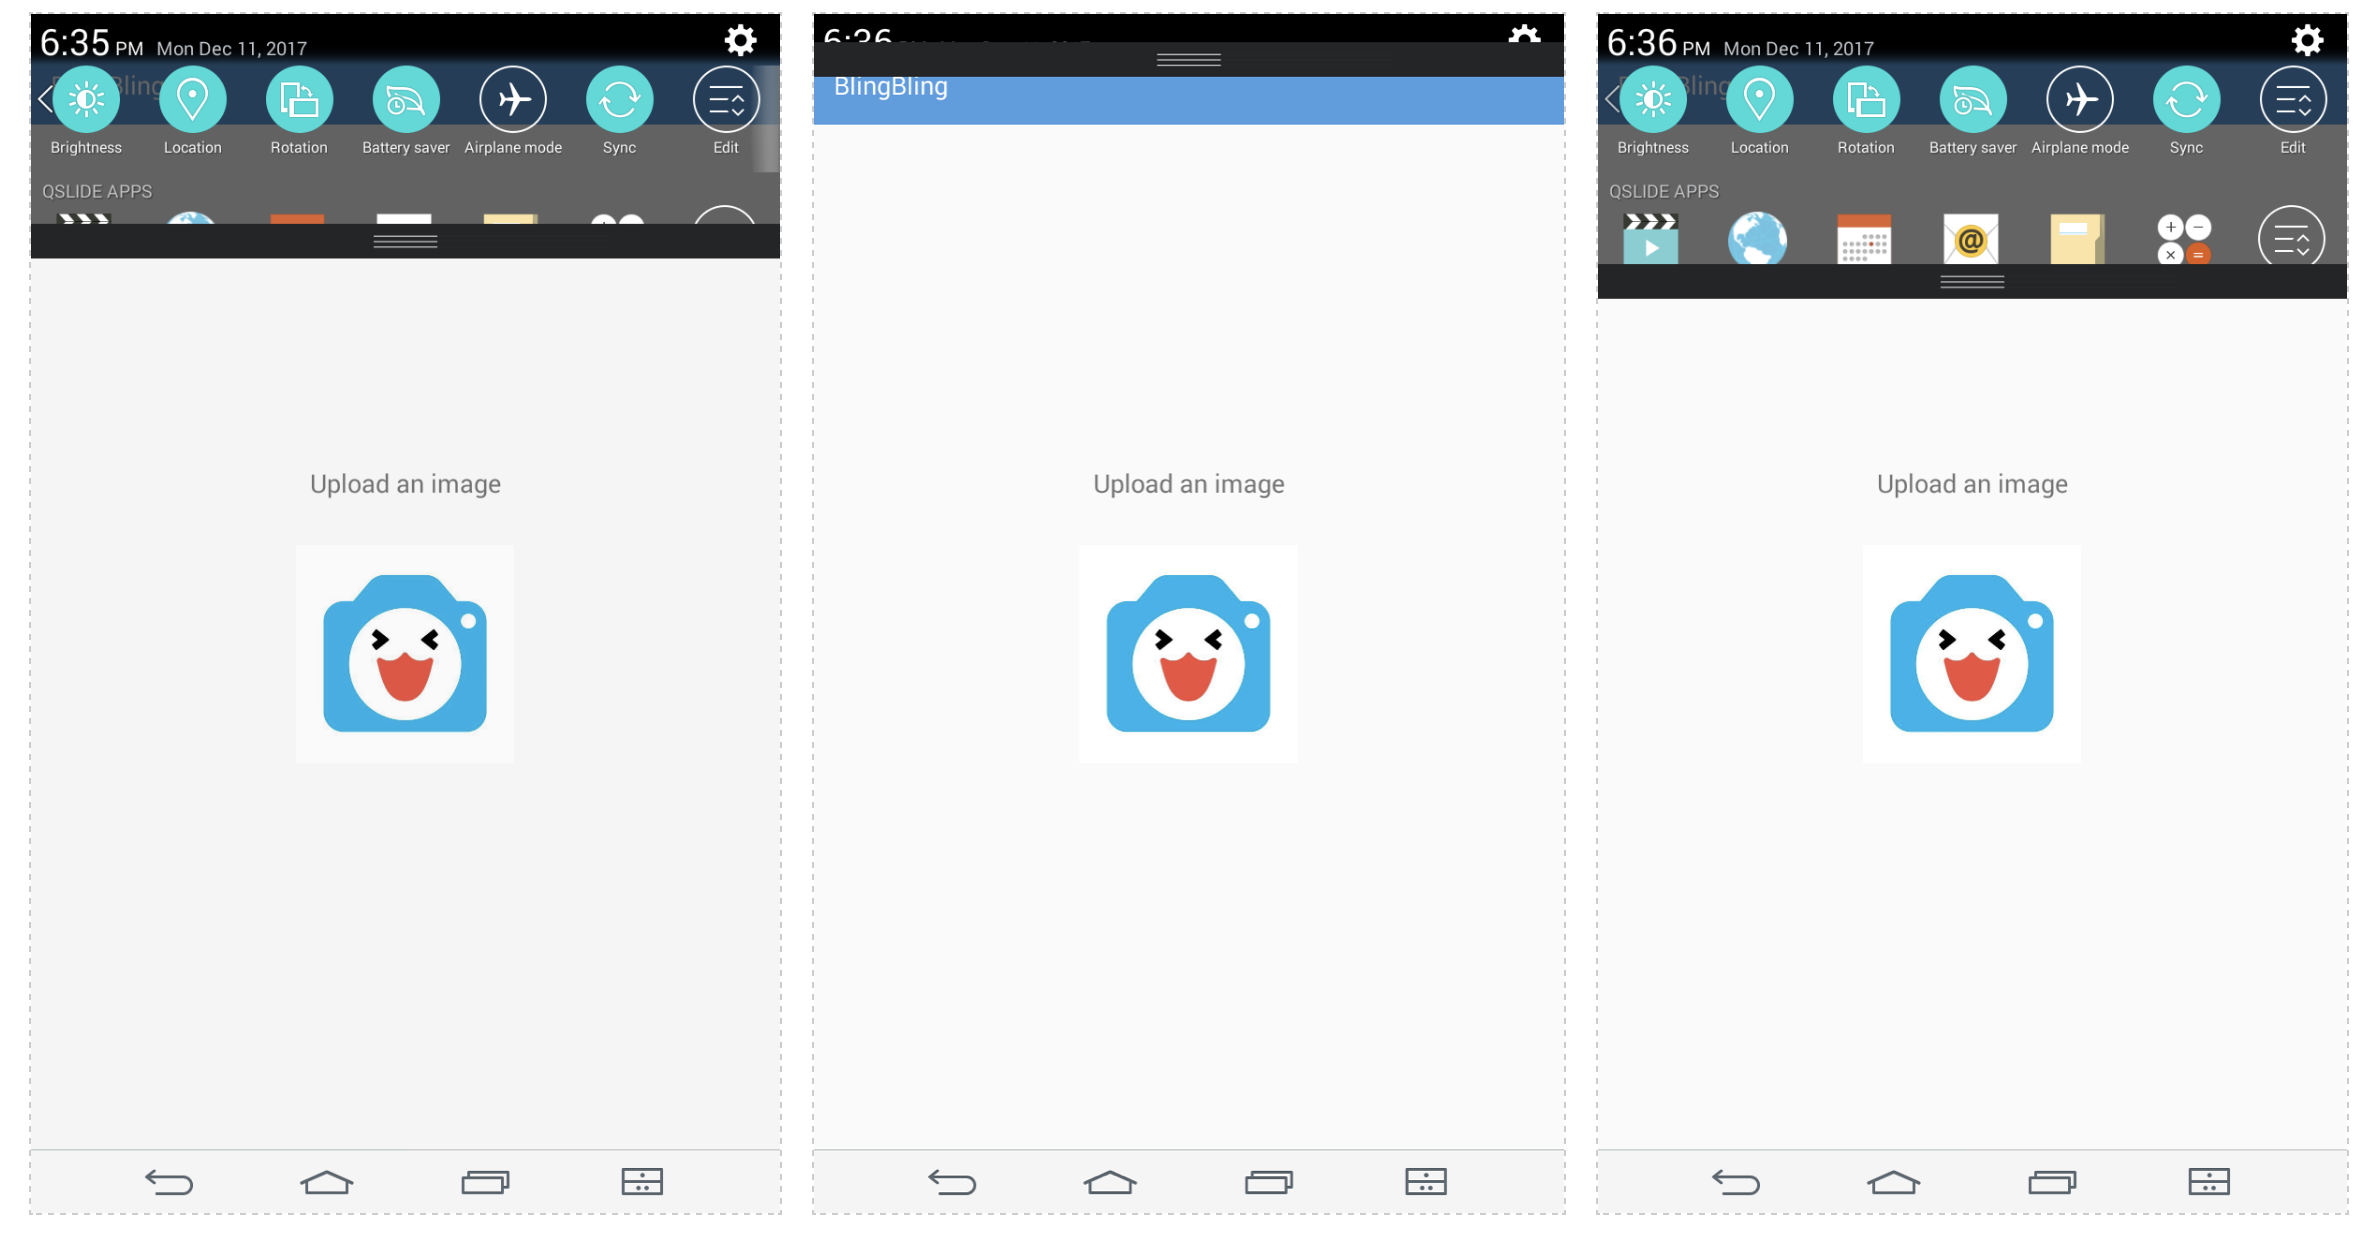 6:35 PM Mon Dec 11, 2017
Bling
Brightness Location Rotation Battery saver Airplane mode Sync Edit
QSLIDE APPS
Upload an image
6:36
BlingBling
Upload an image
6:36 PM Mon Dec 11, 2017
Bling
Brightness Location Rotation Battery saver Airplane mode Sync Edit
QSLIDE APPS
Upload an image